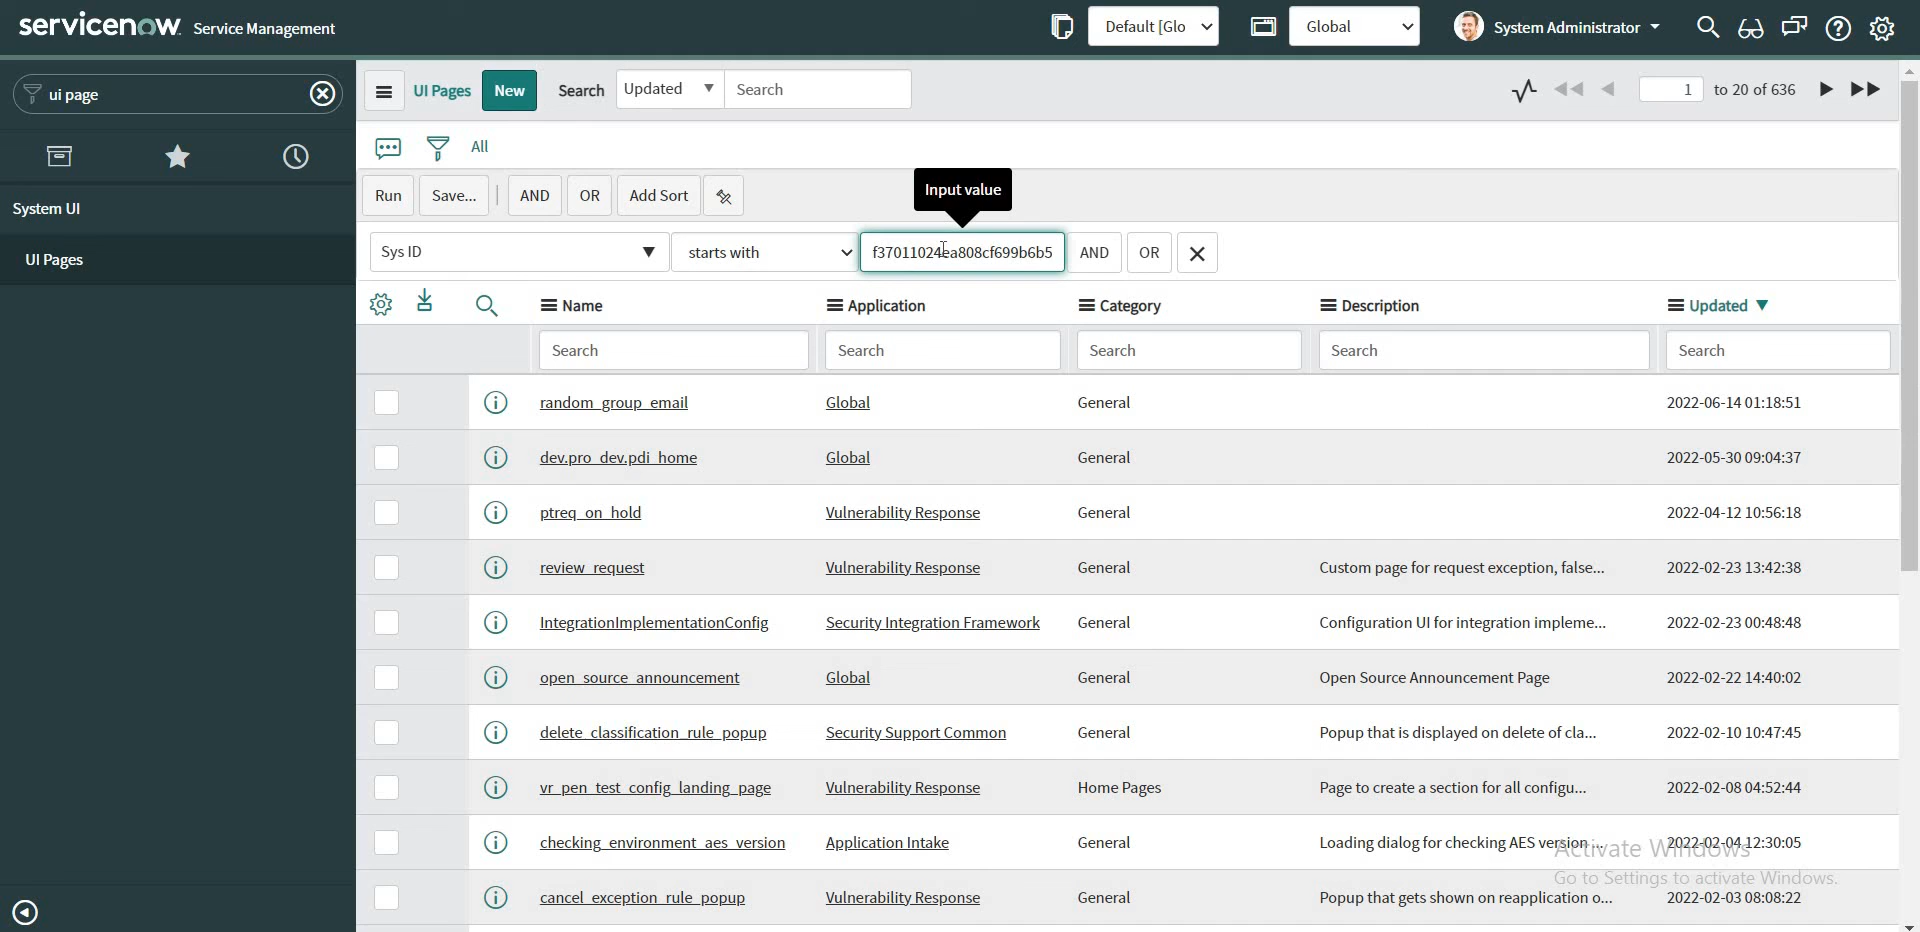 servicenow. Service Management
Default [Glo
Global
System Administrator
ui page
UI Pages New Search Updated Search
1 to 20 of 636
All
Input value
Run Save... AND OR Add Sort
System UI
UI Pages
Sys ID starts with f37011024ea808cf699b6b5 AND OR
Name Application Category Description Updated
Search Search Search Search Search
random_group_email Global General 2022-06-14 01:18:51
dev.pro_dev.pdi_home Global General 2022-05-30 09:04:37
ptreq_on_hold Vulnerability Response General 2022-04-12 10:56:18
review_request Vulnerability Response General Custom page for request exception, false... 2022-02-23 13:42:38
IntegrationImplementationConfig Security Integration Framework General Configuration UI for integration impleme... 2022-02-23 00:48:48
open_source_announcement Global General Open Source Announcement Page 2022-02-22 14:40:02
delete_classification_rule_popup Security Support Common General Popup that is displayed on delete of cla... 2022-02-10 10:47:45
vr_pen_test_config_landing_page Vulnerability Response Home Pages Page to create a section for all configu... 2022-02-08 04:52:44
checking_environment_aes_version Application Intake General Loading dialog for checking AES version ... 2022-02-04 12:30:05
Activate Windows
Go to Settings to activate Windows.
cancel_exception_rule_popup Vulnerability Response General Popup that gets shown on reapplication o... 2022-02-03 08:08:22